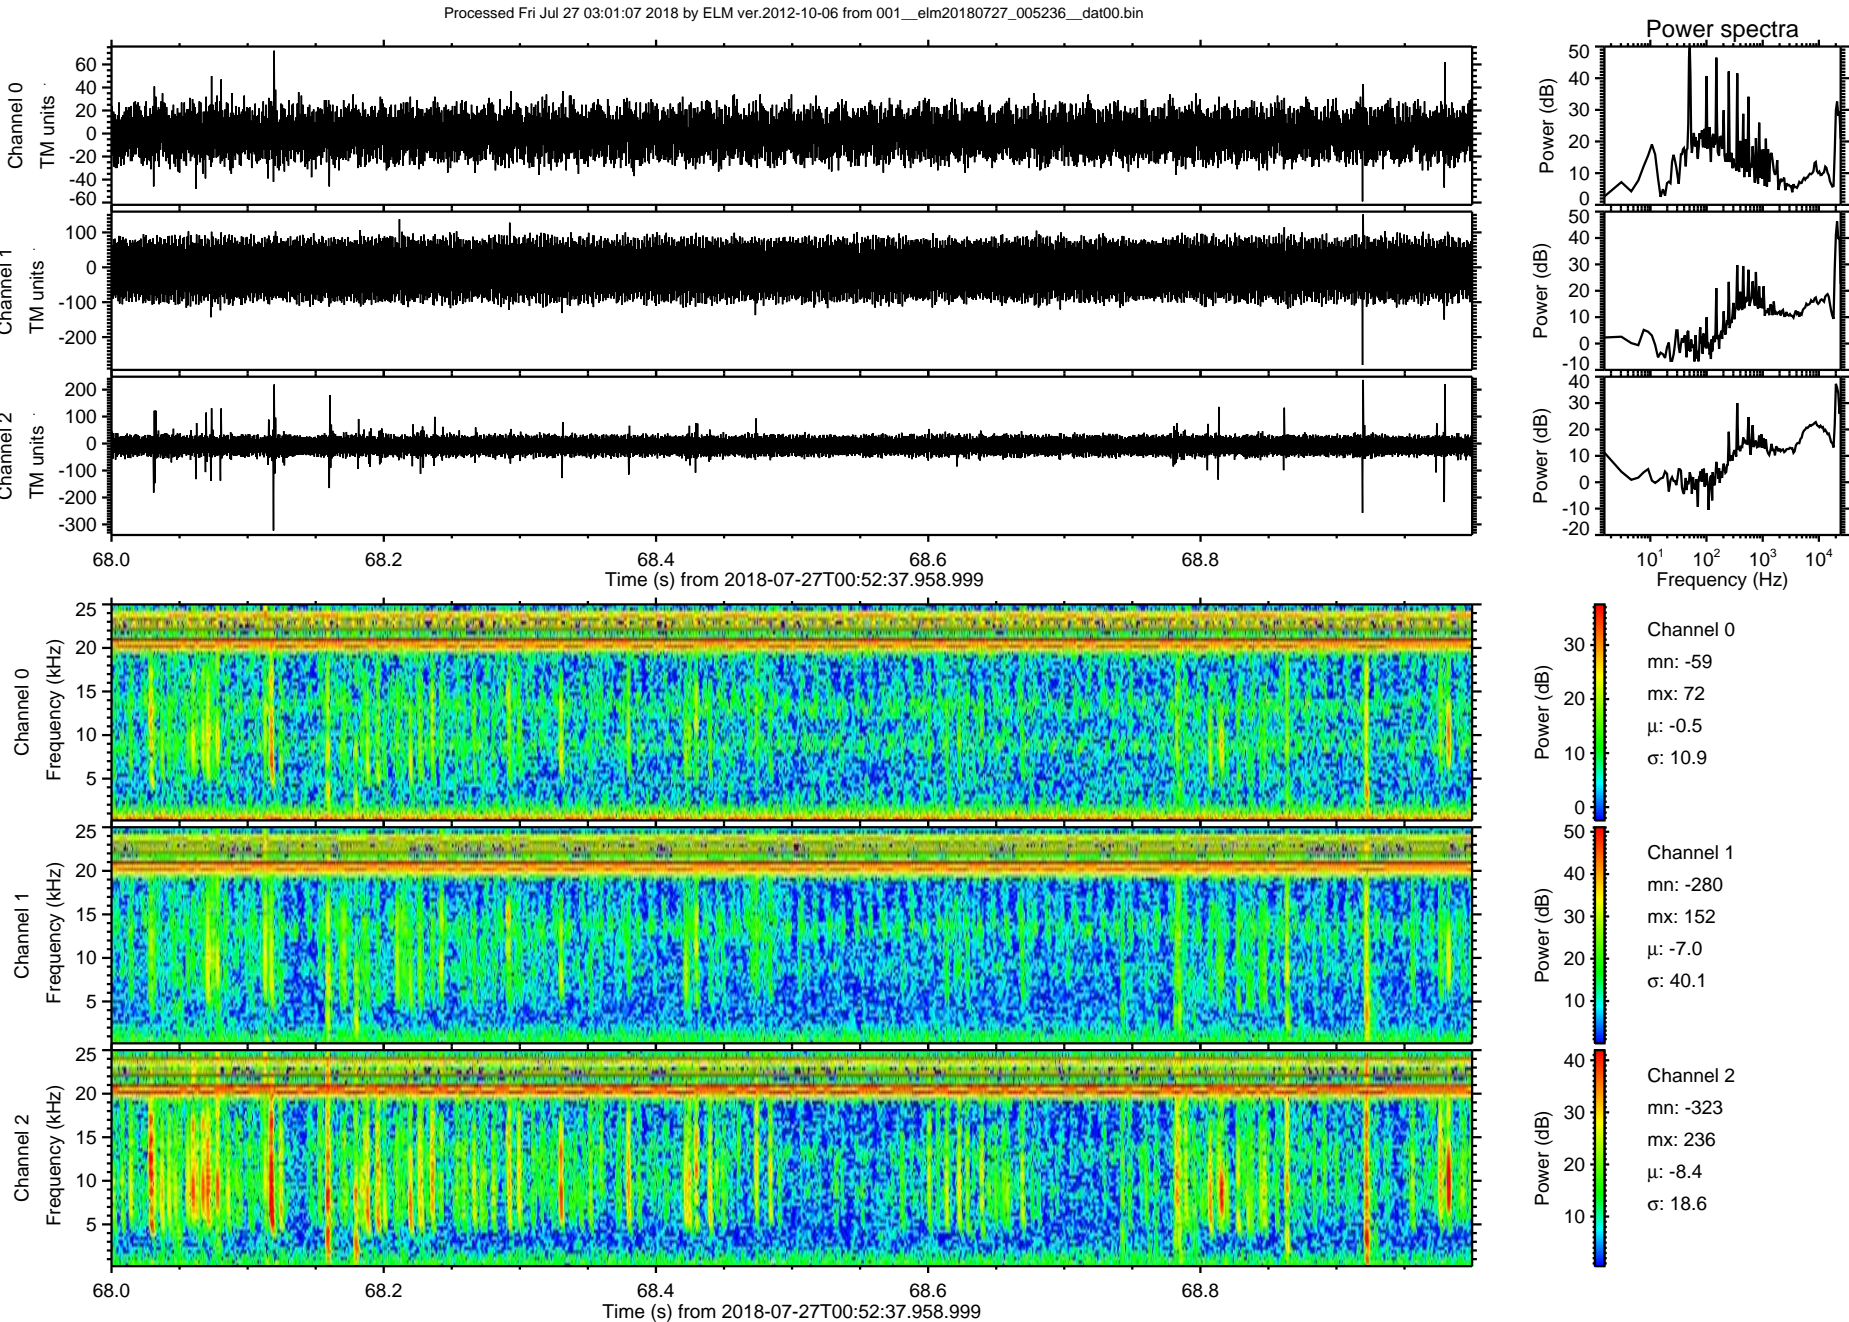 Processed Fri Jul 27 03:01:07 2018 by ELM ver.2012-10-06 from 001__elm20180727_005236__dat00.bin
Power spectra
Channel 0
TM units
60
40
20
0
-20
-40
-60
Power (dB)
50
40
30
20
10
0
Channel 1
TM units
100
0
-100
-200
Power (dB)
50
40
30
20
10
0
-10
Channel 2
TM units
200
100
0
-100
-200
-300
Power (dB)
40
30
20
10
0
-10
-20
68.0 68.2 68.4 68.6 68.8
Time (s) from 2018-07-27T00:52:37.958.999
10^1 10^2 10^3 10^4
Frequency (Hz)
Channel 0
Frequency (kHz)
25
20
15
10
5
Power (dB)
30
20
10
0
Channel 0
mn: -59
mx: 72
µ: -0.5
σ: 10.9
Channel 1
Frequency (kHz)
25
20
15
10
5
Power (dB)
50
40
30
20
10
Channel 1
mn: -280
mx: 152
µ: -7.0
σ: 40.1
Channel 2
Frequency (kHz)
25
20
15
10
5
Power (dB)
40
30
20
10
Channel 2
mn: -323
mx: 236
µ: -8.4
σ: 18.6
68.0 68.2 68.4 68.6 68.8
Time (s) from 2018-07-27T00:52:37.958.999